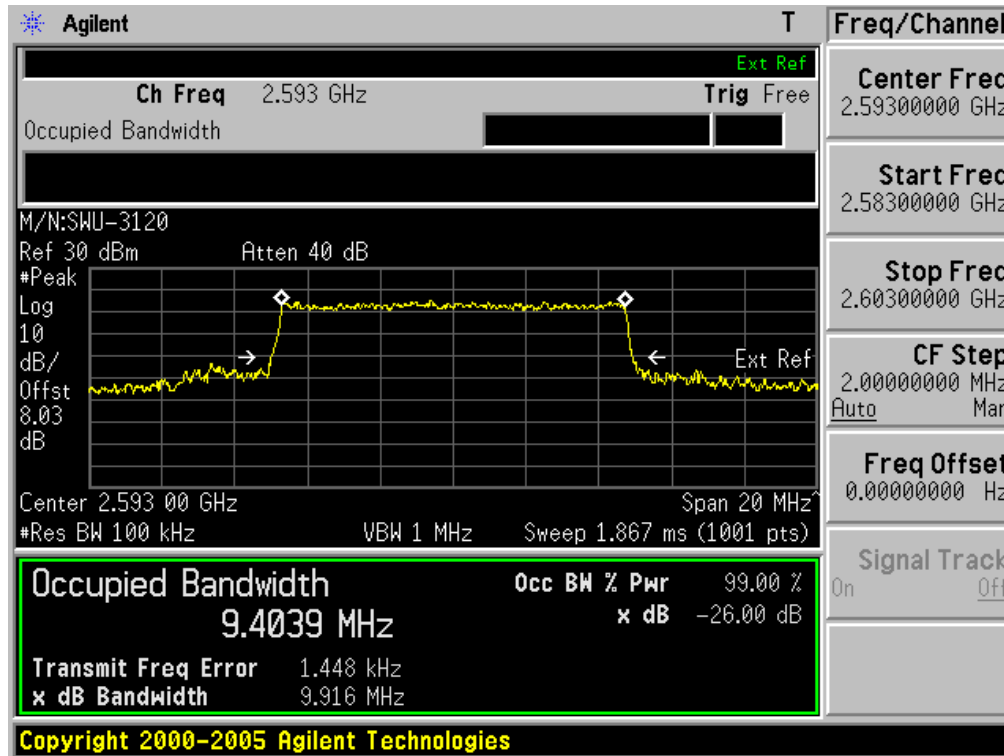 Agilent T
Ext Ref
Ch Freq 2.593 GHz Trig Free
Occupied Bandwidth
M/N:SWU-3120
Ref 30 dBm Atten 40 dB
#Peak
Log
10
dB/
Offst
8.03
dB
Ext Ref
Center 2.593 00 GHz Span 20 MHz^
#Res BW 100 kHz VBW 1 MHz Sweep 1.867 ms (1001 pts)
Occupied Bandwidth
9.4039 MHz
Occ BW % Pwr 99.00 %
x dB -26.00 dB
Transmit Freq Error 1.448 kHz
x dB Bandwidth 9.916 MHz
Copyright 2000-2005 Agilent Technologies
Freq/Channel
Center Freq
2.59300000 GHz
Start Freq
2.58300000 GHz
Stop Freq
2.60300000 GHz
CF Step
2.00000000 MHz
Auto Man
Freq Offset
0.00000000 Hz
Signal Track
On Off